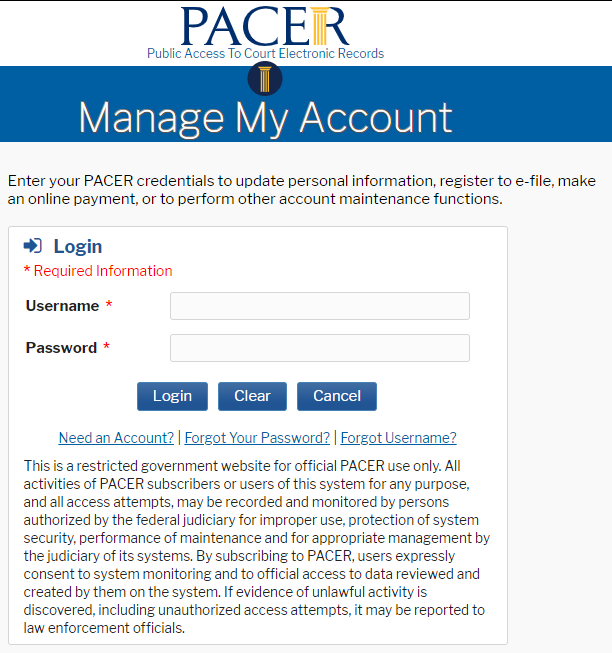 PACER
Public Access To Court Electronic Records
Manage My Account
Enter your PACER credentials to update personal information, register to e-file, make
an online payment, or to perform other account maintenance functions.
Login
* Required Information
Username *
Password *
Login Clear Cancel
Need an Account? | Forgot Your Password? | Forgot Username?
This is a restricted government website for official PACER use only. All
activities of PACER subscribers or users of this system for any purpose,
and all access attempts, may be recorded and monitored by persons
authorized by the federal judiciary for improper use, protection of system
security, performance of maintenance and for appropriate management by
the judiciary of its systems. By subscribing to PACER, users expressly
consent to system monitoring and to official access to data reviewed and
created by them on the system. If evidence of unlawful activity is
discovered, including unauthorized access attempts, it may be reported to
law enforcement officials.